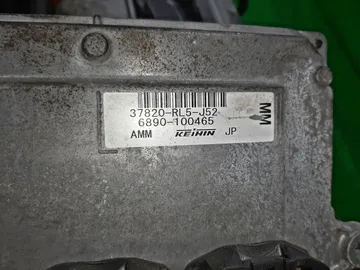 37820-RL5-J52
6890-100465
AMM KEIHIN JP
MM